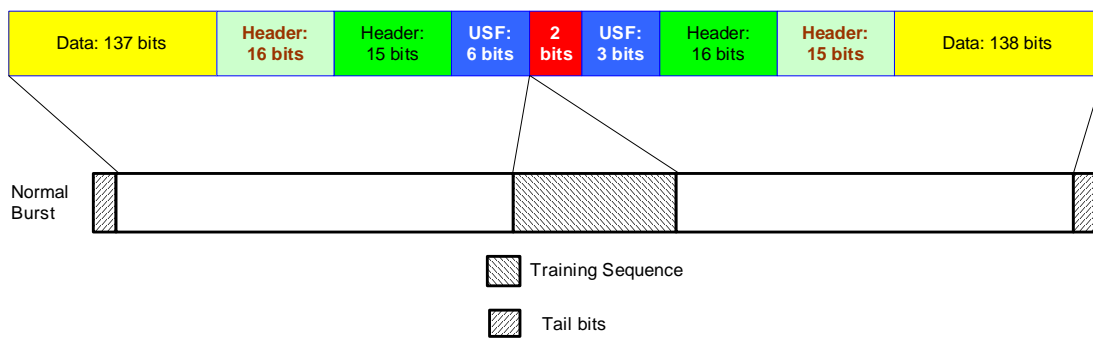 Data: 137 bits
Header:
16 bits
Header:
15 bits
USF:
6 bits
2
bits
USF:
3 bits
Header:
16 bits
Header:
15 bits
Data: 138 bits
Normal
Burst
Training Sequence
Tail bits